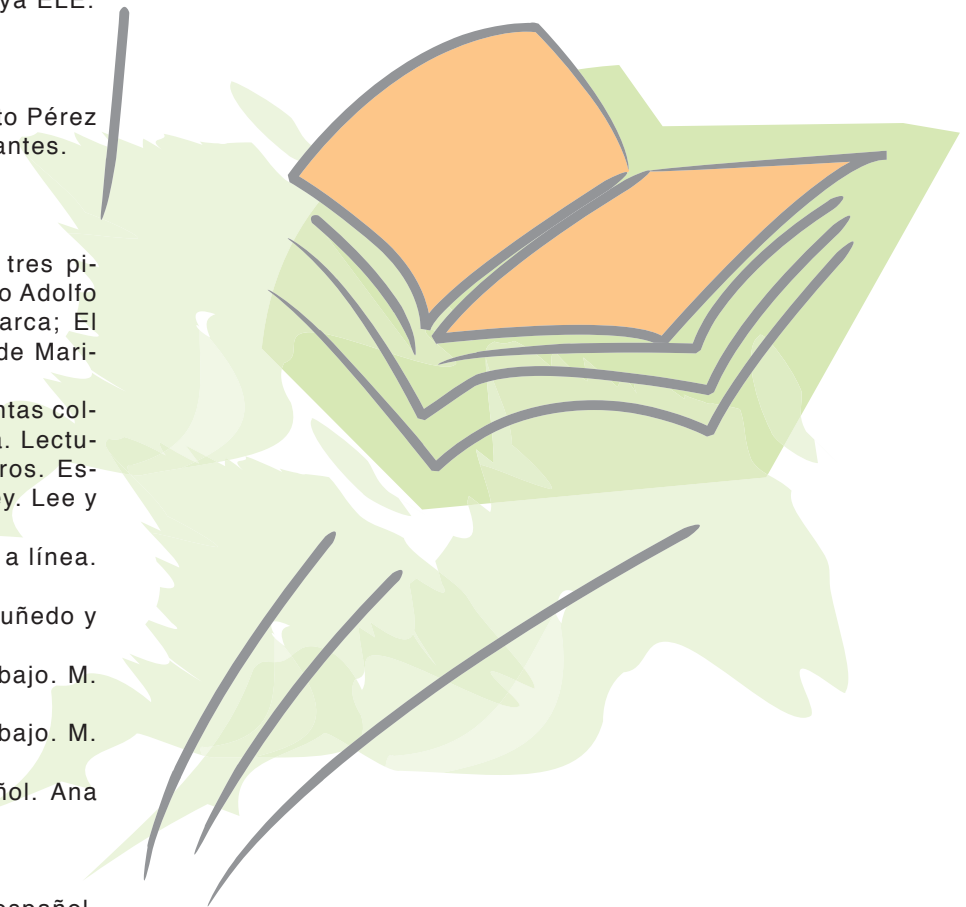 ya ELE.
to Pérez
antes.
tres pi-
o Adolfo
arca; El
de Mari-
ntas col-
a. Lectu-
ros. Es-
y. Lee y
a línea.
uñedo y
bajo. M.
bajo. M.
ñol. Ana
español.